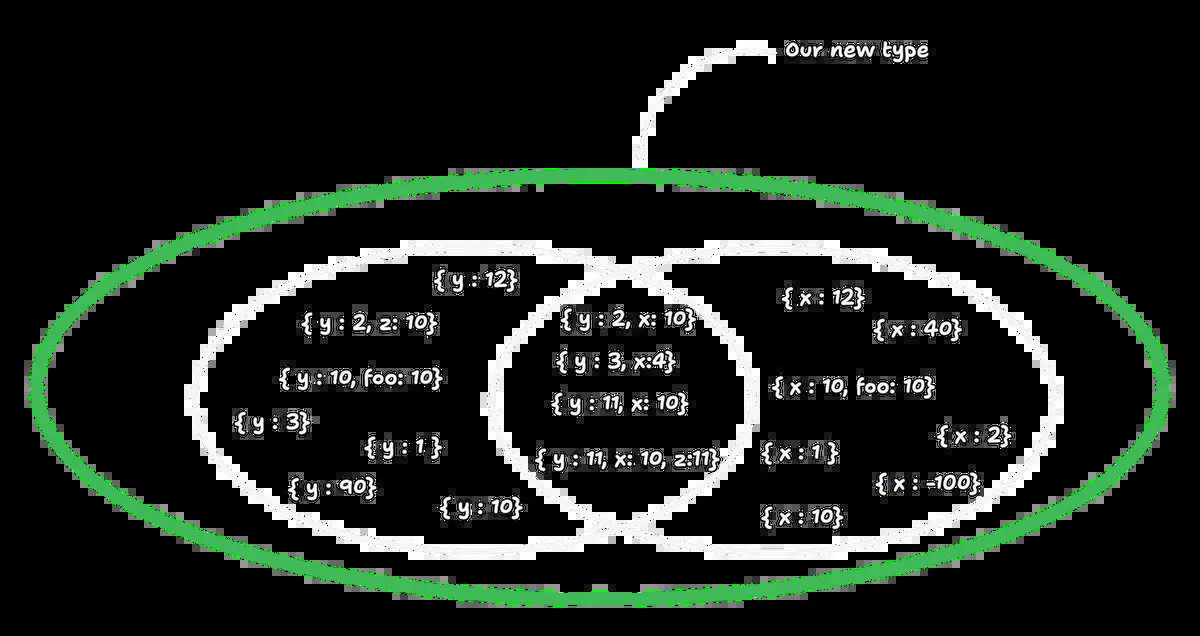 Our new type
{ y : 12}
{ y : 2, z: 10}
{ y : 10, foo: 10}
{ y : 3}
{ y : 1 }
{ y : 90}
{ y : 10}
{ y : 2, x: 10}
{ y : 3, x:4}
{ y : 11, x: 10}
{ y : 11, x: 10, z:11}
{ x : 12}
{ x : 40}
{ x : 10, foo: 10}
{ x : 2}
{ x : 1 }
{ x : -100}
{ x : 10}